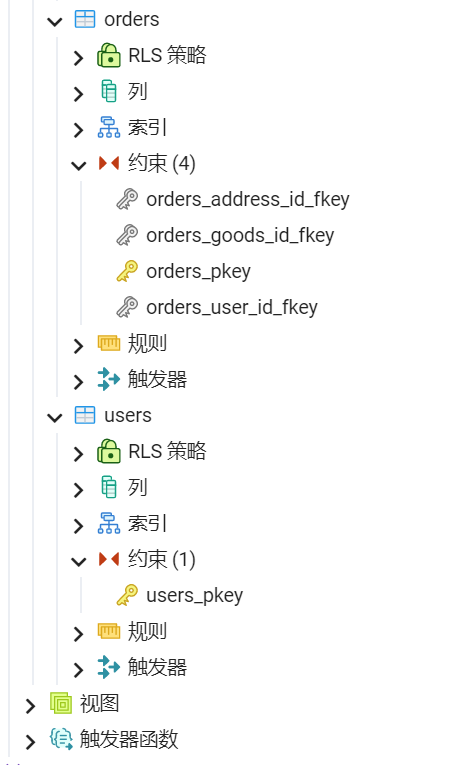 orders
RLS 策略
列
索引
约束 (4)
orders_address_id_fkey
orders_goods_id_fkey
orders_pkey
orders_user_id_fkey
规则
触发器
users
RLS 策略
列
索引
约束 (1)
users_pkey
规则
触发器
视图
触发器函数